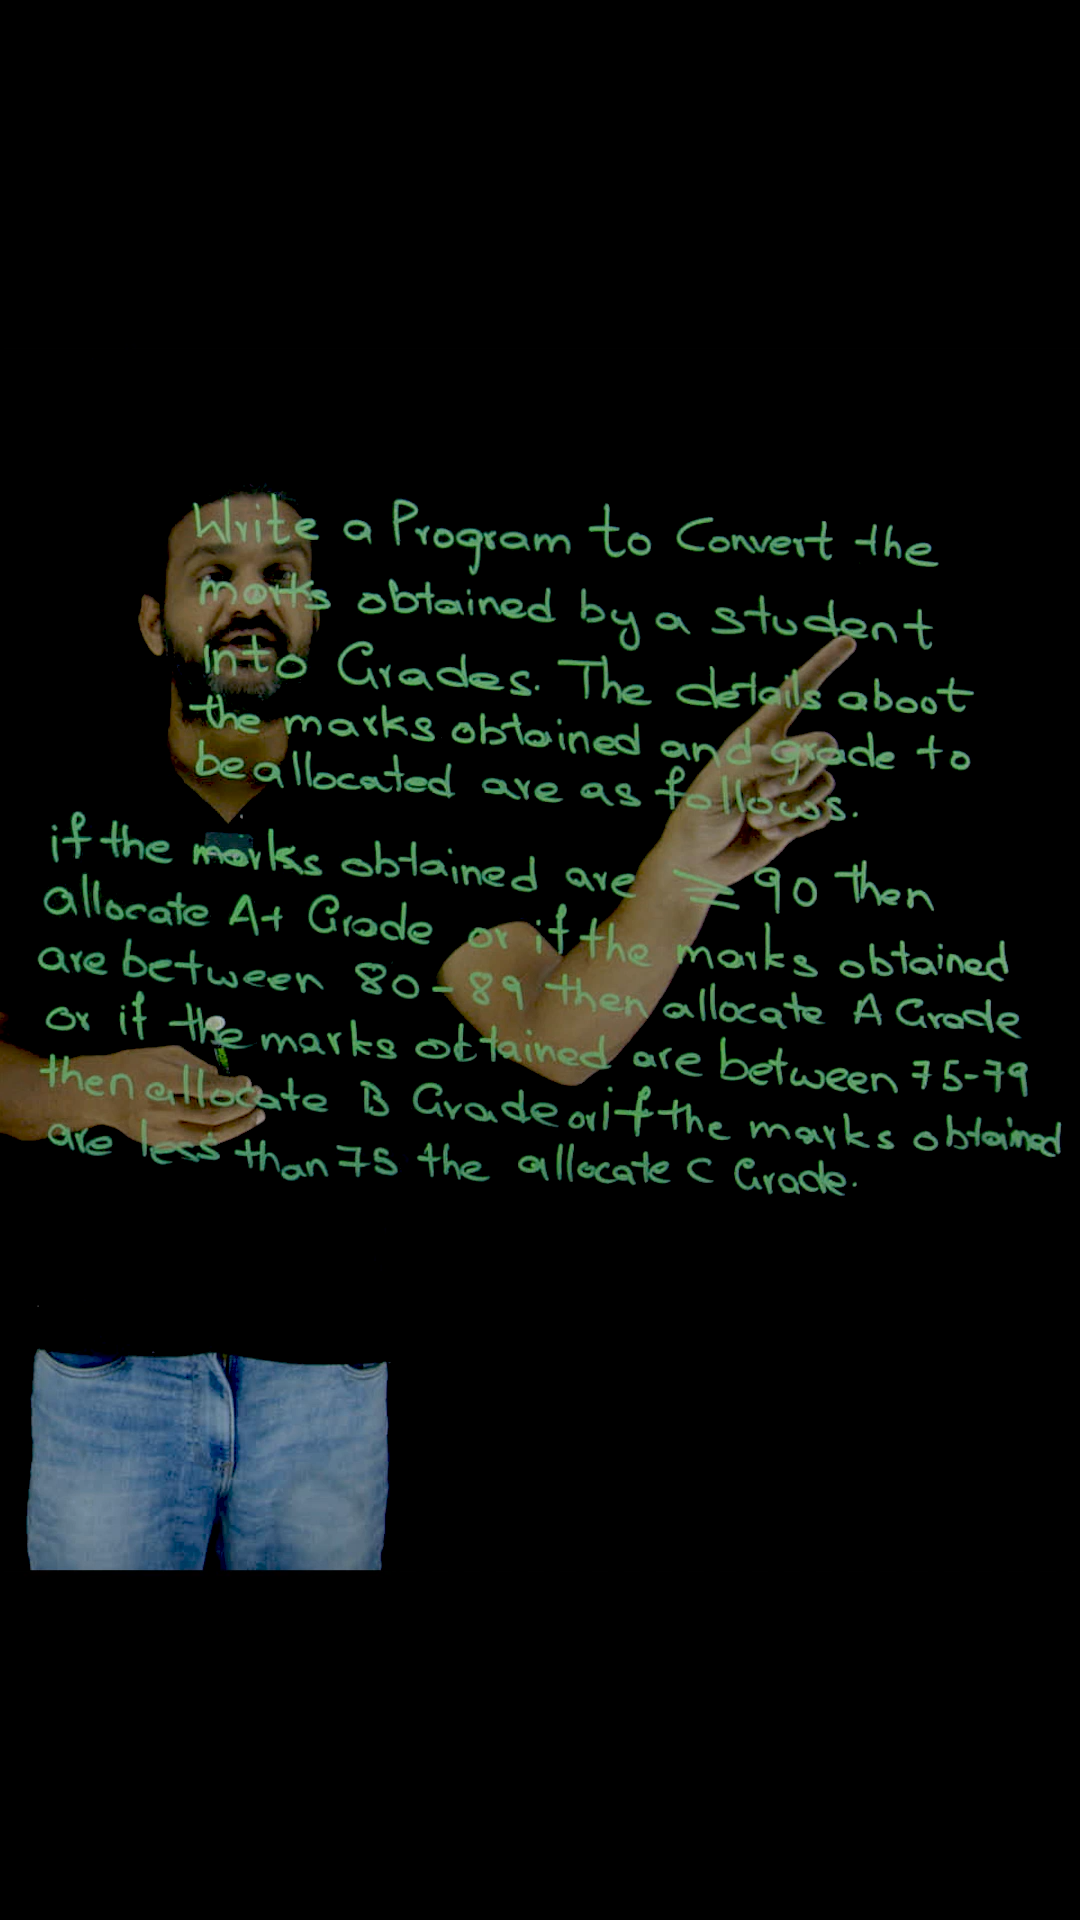 Write a Program to Convert the
marks obtained by a student
into Grades. The details about
the marks obtained and grade to
be allocated are as follows.
if the marks obtained are ≥ 90 then
allocate A+ Grade or if the marks obtained
are between 80-89 then allocate A Grade
or if the marks obtained are between 75-79
then allocate B Grade or if the marks obtained
are less than 75 the allocate C Grade.